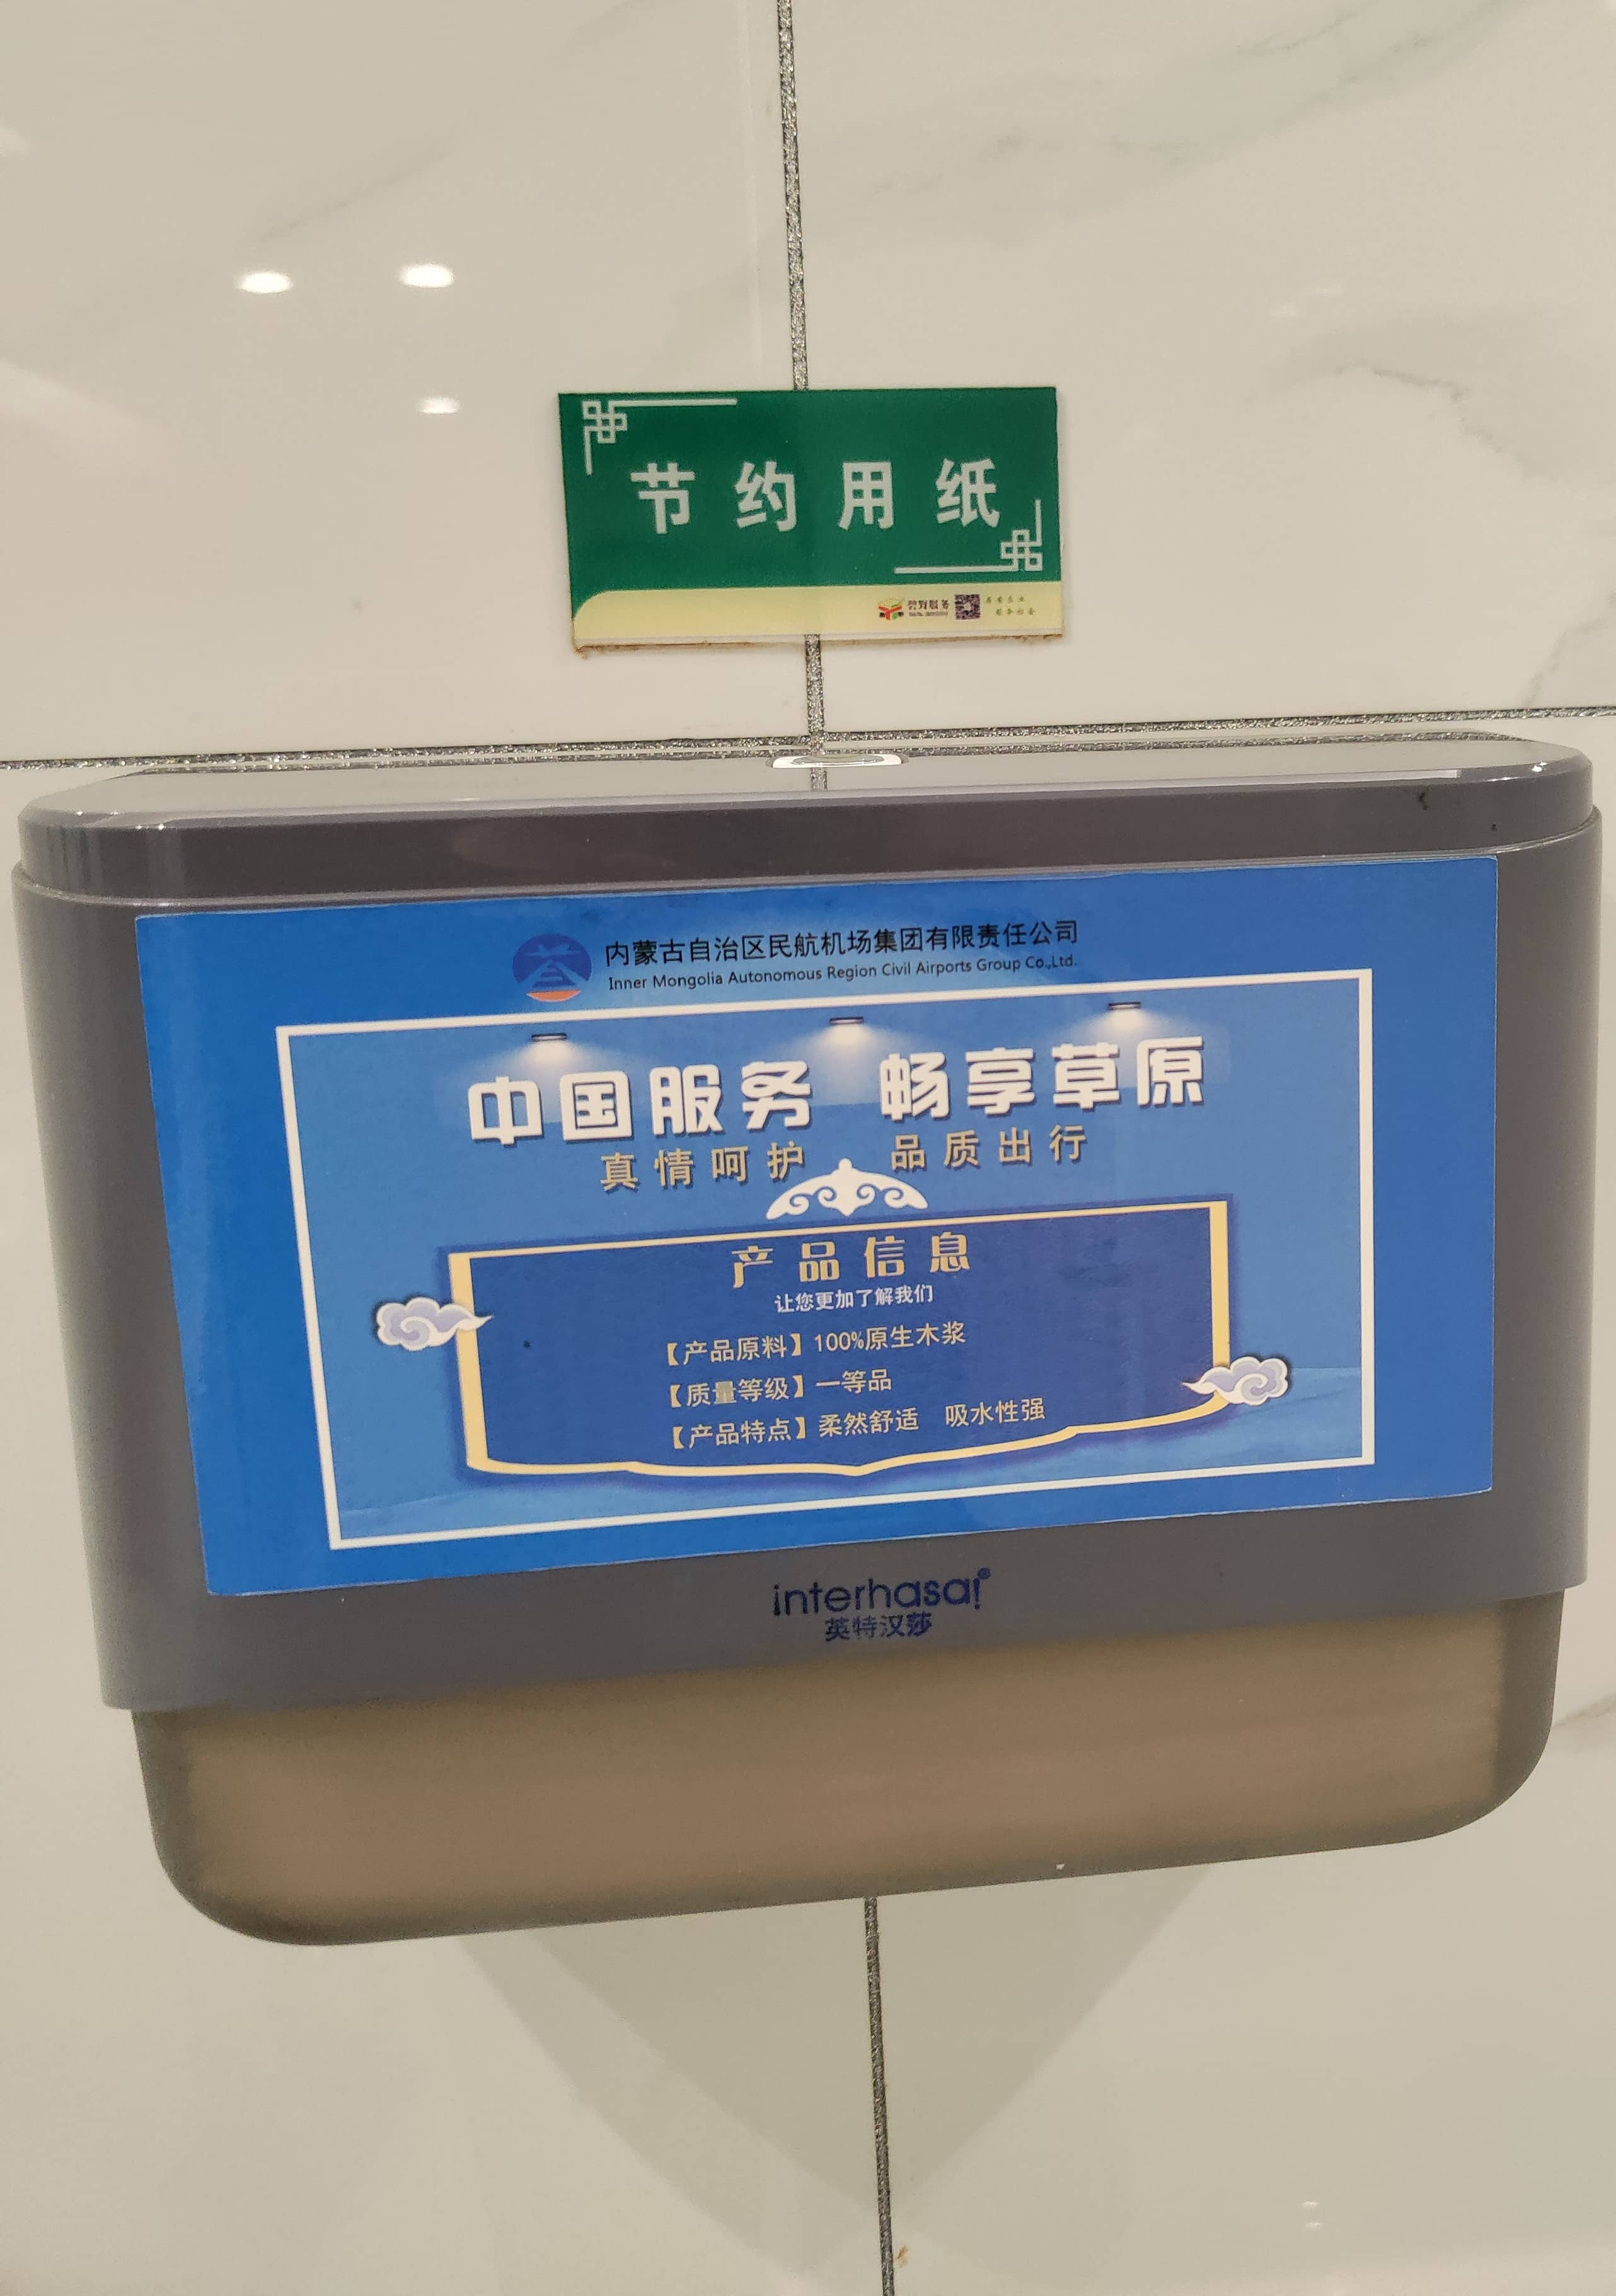 节约用纸
碧野服务
内蒙古自治区民航机场集团有限责任公司
Inner Mongolia Autonomous Region Civil Airports Group Co.,Ltd.
中国服务 畅享草原
真情呵护 品质出行
产品信息
让您更加了解我们
【产品原料】100%原生木浆
【质量等级】一等品
【产品特点】柔然舒适 吸水性强
interhasa!
英特汉莎